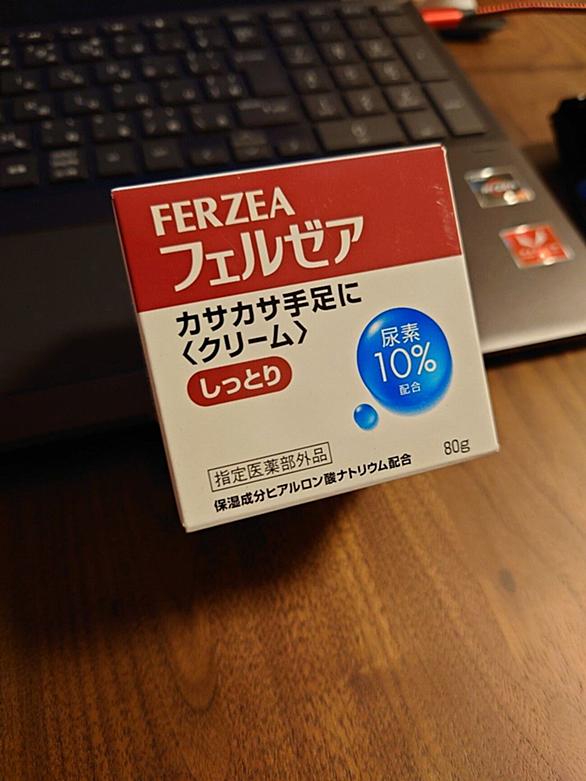 FERZEA
フェルゼア
カサカサ手足に
〈クリーム〉
しっとり
尿素
10%
配合
指定医薬部外品
80g
保湿成分ヒアルロン酸ナトリウム配合